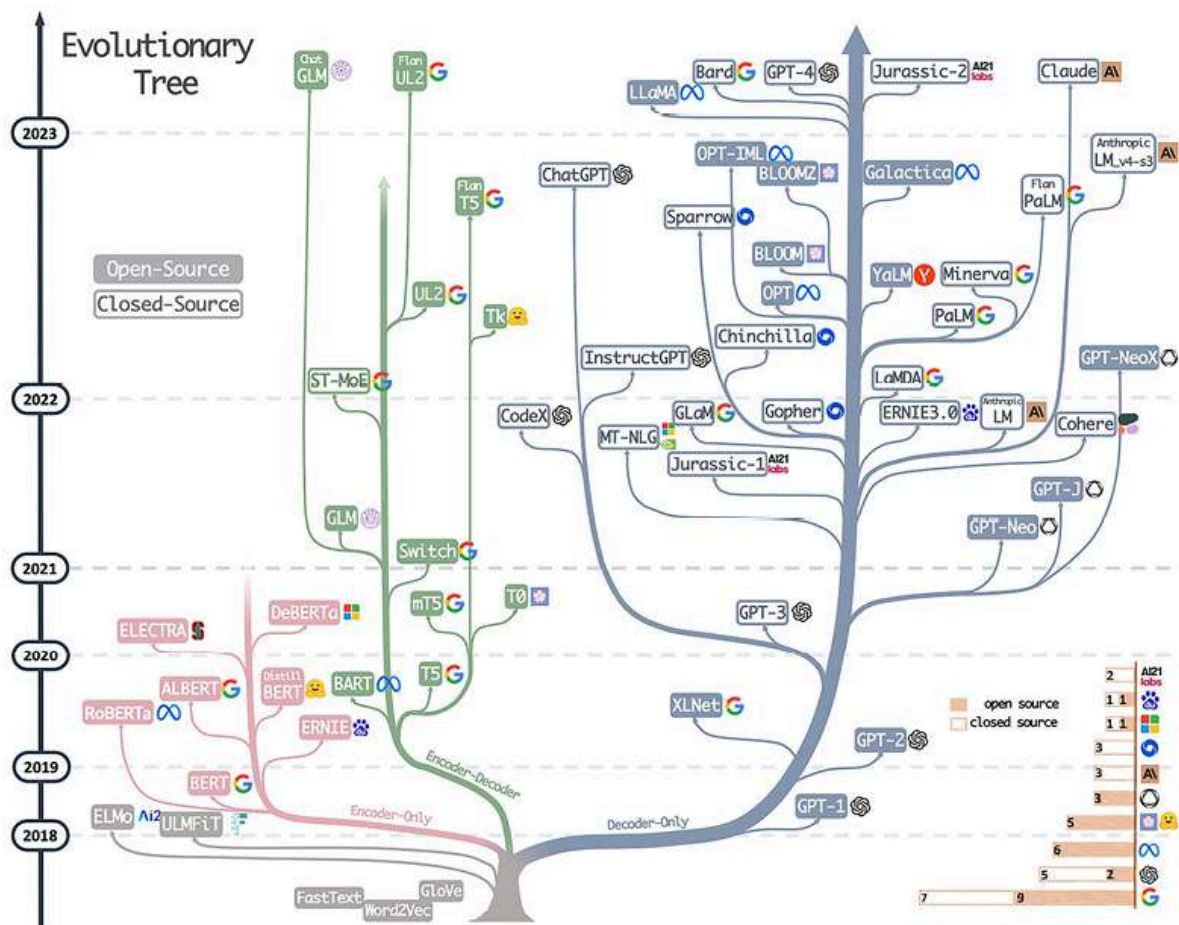 Evolutionary
Tree
2023
2022
2021
2020
2019
2018
Open-Source
Closed-Source
Chat
GLM
Flan
UL2
Flan
T5
UL2
Tk
ST-MoE
GLM
Switch
mT5
T0
BART
T5
Encoder-Decoder
DeBERTa
ELECTRA
ALBERT
Distill
BERT
RoBERTa
ERNIE
BERT
Encoder-Only
ELMo
Ai2
ULMFiT
FastText
Word2Vec
GloVe
Bard
GPT-4
Jurassic-2
AI21
labs
Claude
A\
LLaMA
OPT-IML
BLOOMZ
Galactica
Anthropic
LM_v4-s3
A\
ChatGPT
Flan
PaLM
Sparrow
BLOOM
YaLM
Y
Minerva
OPT
PaLM
Chinchilla
InstructGPT
GPT-NeoX
LaMDA
CodeX
GLaM
Gopher
ERNIE3.0
Anthropic
LM
A\
Cohere
MT-NLG
Jurassic-1
AI21
labs
GPT-J
GPT-Neo
GPT-3
XLNet
GPT-2
GPT-1
Decoder-Only
open source
closed source
2
AI21
labs
1 1
1 1
3
3
A\
3
5
6
5 2
7 9